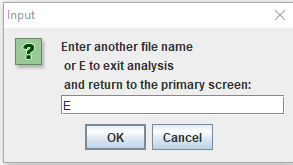 Input
?
Enter another file name
or E to exit analysis
and return to the primary screen:
E
OK Cancel